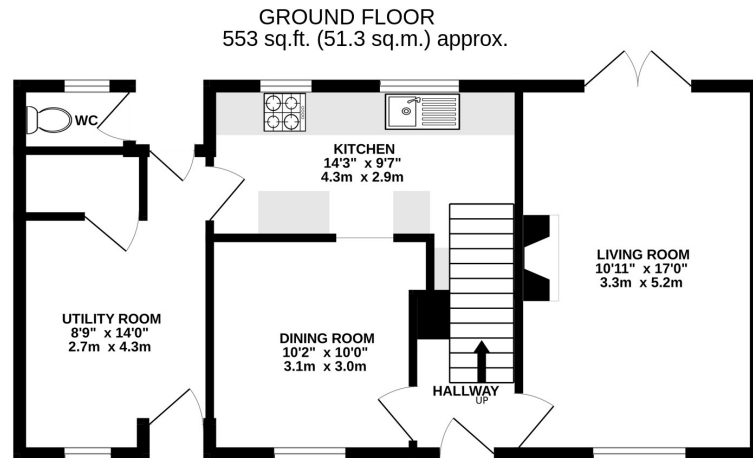 GROUND FLOOR
553 sq.ft. (51.3 sq.m.) approx.
WC
KITCHEN
14'3" x 9'7"
4.3m x 2.9m
LIVING ROOM
10'11" x 17'0"
3.3m x 5.2m
UTILITY ROOM
8'9" x 14'0"
2.7m x 4.3m
DINING ROOM
10'2" x 10'0"
3.1m x 3.0m
HALLWAY
UP